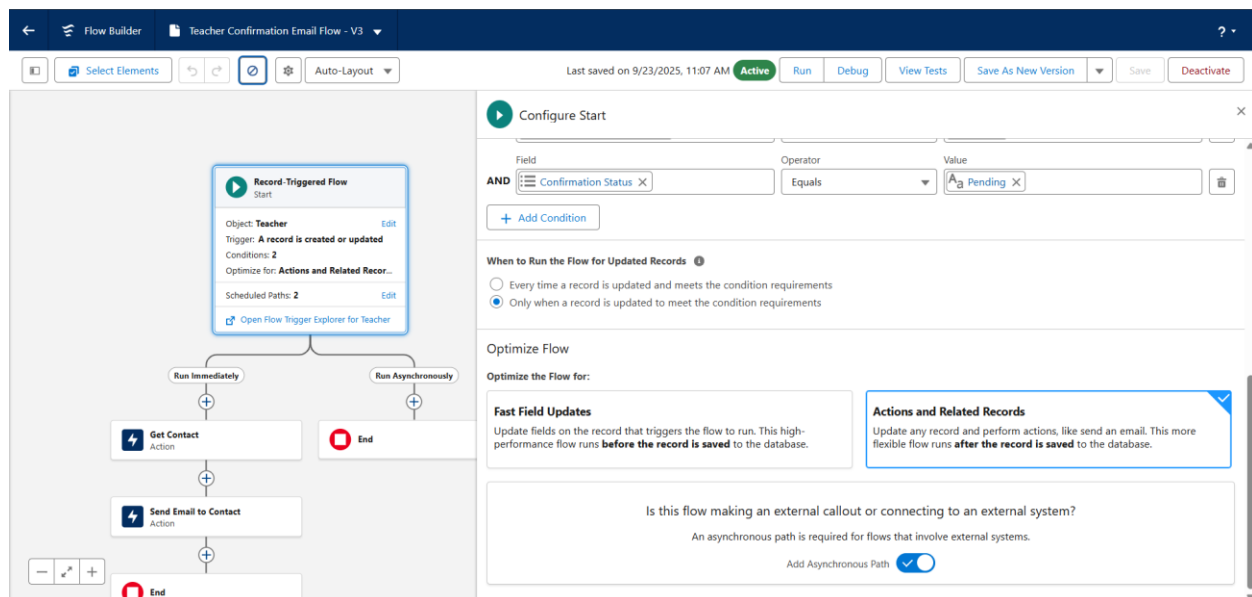 Flow Builder
Teacher Confirmation Email Flow - V3
?
Select Elements
Auto-Layout
Last saved on 9/23/2025, 11:07 AM
Active
Run
Debug
View Tests
Save As New Version
Save
Deactivate
Record-Triggered Flow
Start
Object: Teacher
Edit
Trigger: A record is created or updated
Conditions: 2
Optimize for: Actions and Related Recor...
Scheduled Paths: 2
Edit
Open Flow Trigger Explorer for Teacher
Run Immediately
Run Asynchronously
Get Contact
Action
End
Send Email to Contact
Action
End
Configure Start
Field
Operator
Value
AND
Confirmation Status
Equals
Aa Pending
+ Add Condition
When to Run the Flow for Updated Records
Every time a record is updated and meets the condition requirements
Only when a record is updated to meet the condition requirements
Optimize Flow
Optimize the Flow for:
Fast Field Updates
Update fields on the record that triggers the flow to run. This high-
performance flow runs before the record is saved to the database.
Actions and Related Records
Update any record and perform actions, like send an email. This more
flexible flow runs after the record is saved to the database.
Is this flow making an external callout or connecting to an external system?
An asynchronous path is required for flows that involve external systems.
Add Asynchronous Path